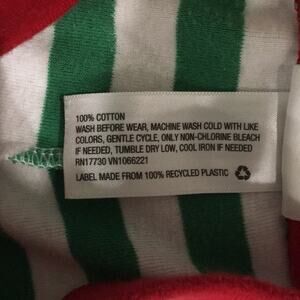 100% COTTON
WASH BEFORE WEAR, MACHINE WASH COLD WITH LIKE
COLORS, GENTLE CYCLE, ONLY NON-CHLORINE BLEACH
IF NEEDED, TUMBLE DRY LOW, COOL IRON IF NEEDED
RN17730 VN1066221
LABEL MADE FROM 100% RECYCLED PLASTIC